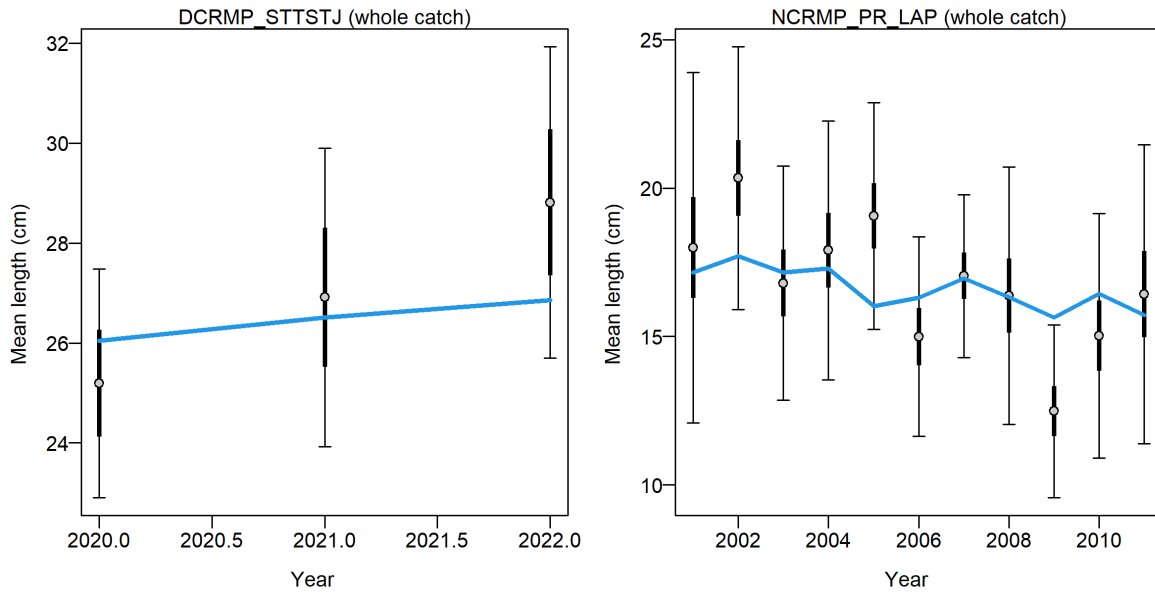 DCRMP_STTSTJ (whole catch)
Mean length (cm)
32
30
28
26
24
2020.0 2020.5 2021.0 2021.5 2022.0
Year
NCRMP_PR_LAP (whole catch)
Mean length (cm)
25
20
15
10
2002 2004 2006 2008 2010
Year